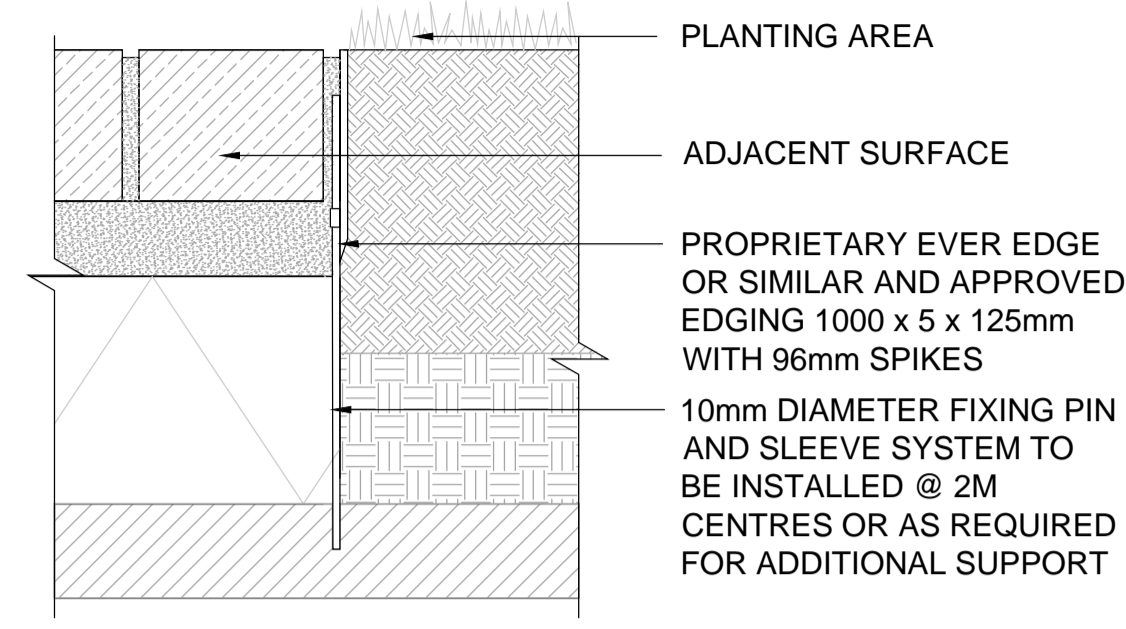 PLANTING AREA
ADJACENT SURFACE
PROPRIETARY EVER EDGE
OR SIMILAR AND APPROVED
EDGING 1000 x 5 x 125mm
WITH 96mm SPIKES
10mm DIAMETER FIXING PIN
AND SLEEVE SYSTEM TO
BE INSTALLED @ 2M
CENTRES OR AS REQUIRED
FOR ADDITIONAL SUPPORT